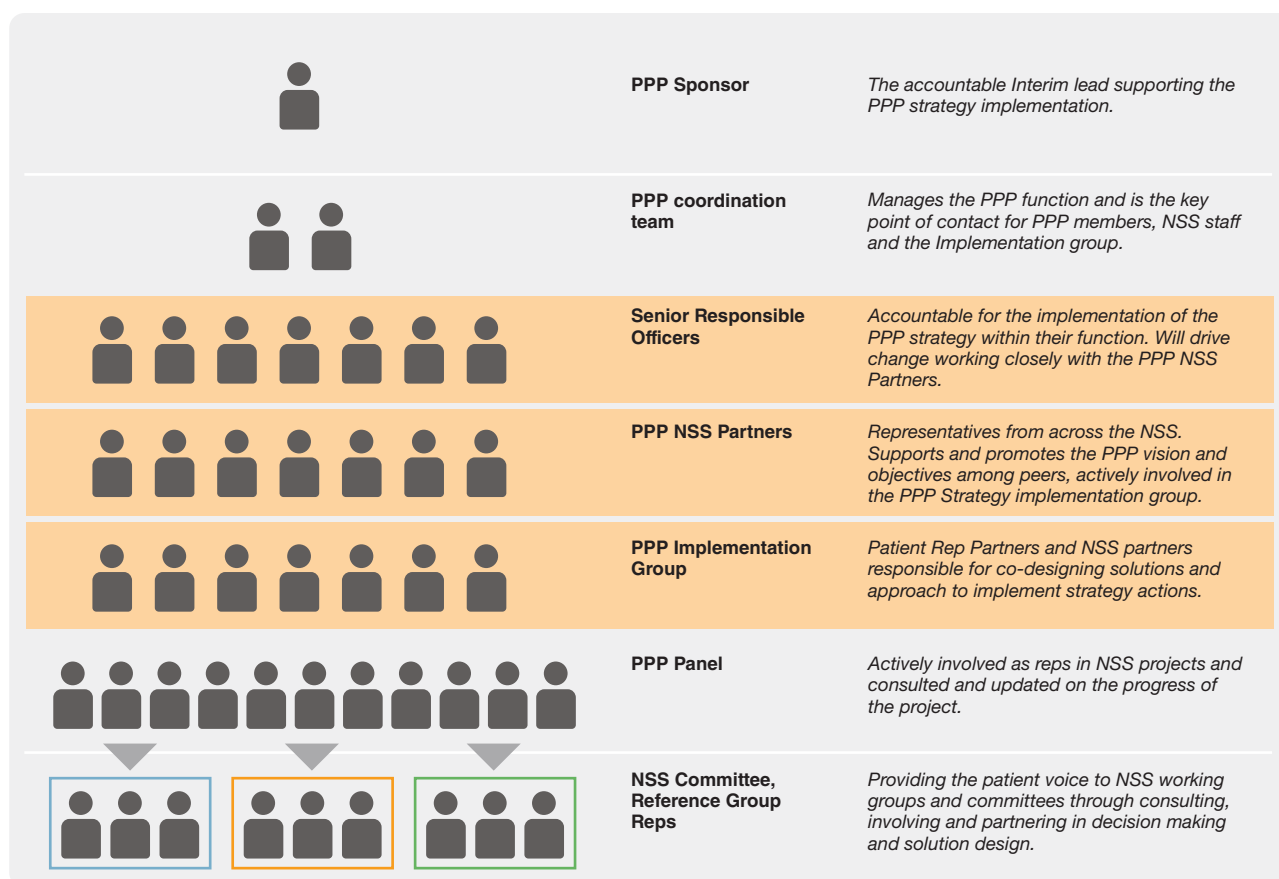 PPP Sponsor
The accountable Interim lead supporting the
PPP strategy implementation.
PPP coordination
team
Manages the PPP function and is the key
point of contact for PPP members, NSS staff
and the Implementation group.
Senior Responsible
Officers
Accountable for the implementation of the
PPP strategy within their function. Will drive
change working closely with the PPP NSS
Partners.
PPP NSS Partners
Representatives from across the NSS.
Supports and promotes the PPP vision and
objectives among peers, actively involved in
the PPP Strategy implementation group.
PPP Implementation
Group
Patient Rep Partners and NSS partners
responsible for co-designing solutions and
approach to implement strategy actions.
PPP Panel
Actively involved as reps in NSS projects and
consulted and updated on the progress of
the project.
NSS Committee,
Reference Group
Reps
Providing the patient voice to NSS working
groups and committees through consulting,
involving and partnering in decision making
and solution design.